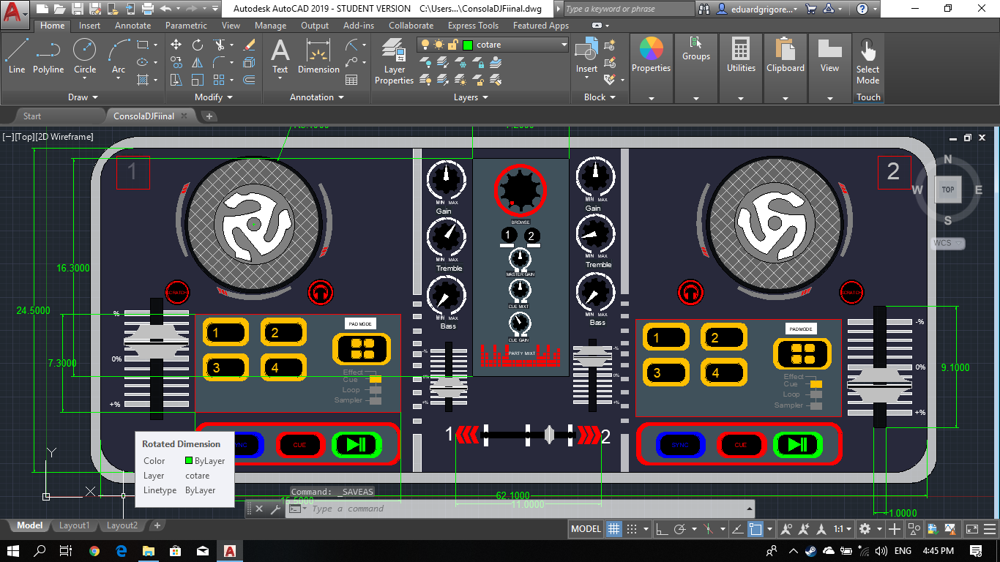 Autodesk AutoCAD 2019 - STUDENT VERSION C:\Users...\ConsolaDJFiinal.dwg
Type a keyword or phrase
eduardgrigore...
Home Insert Annotate Parametric View Manage Output Add-ins Collaborate Express Tools Featured Apps
cotare
Line Polyline Circle Arc
Text Dimension
Layer Properties
Insert
Properties Groups Utilities Clipboard View
Select Mode
Draw Modify Annotation Layers Block Touch
Start ConsolaDJFiinal
[−][Top][2D Wireframe]
1
2
N
W TOP E
S
WCS
MIN MAX
Gain
MIN MAX
Gain
BROWSE
1 2
MIN MAX
Tremble
MIN MAX
Tremble
MASTER GAIN
CUE MIXT
MIN MAX
Bass
MIN MAX
Bass
CUE GAIN
PARTY MIXT
16.3000
24.5000
7.3000
SCRATCH
SCRATCH
%
0%
+%
1 2
3 4
PAD MODE
Effect
Cue
Loop
Sampler
-%
0%
+%
-%
0%
+%
1 2
3 4
PADMODE
Effect
Cue
Loop
Sampler
-%
0%
+%
9.1000
CUE
1 2
SYNC CUE
Rotated Dimension
Color ByLayer
Layer cotare
Linetype ByLayer
Y
X
Command: _SAVEAS
62.1000
11.0000
1.0000
Type a command
Model Layout1 Layout2
MODEL
1:1
ENG 4:45 PM